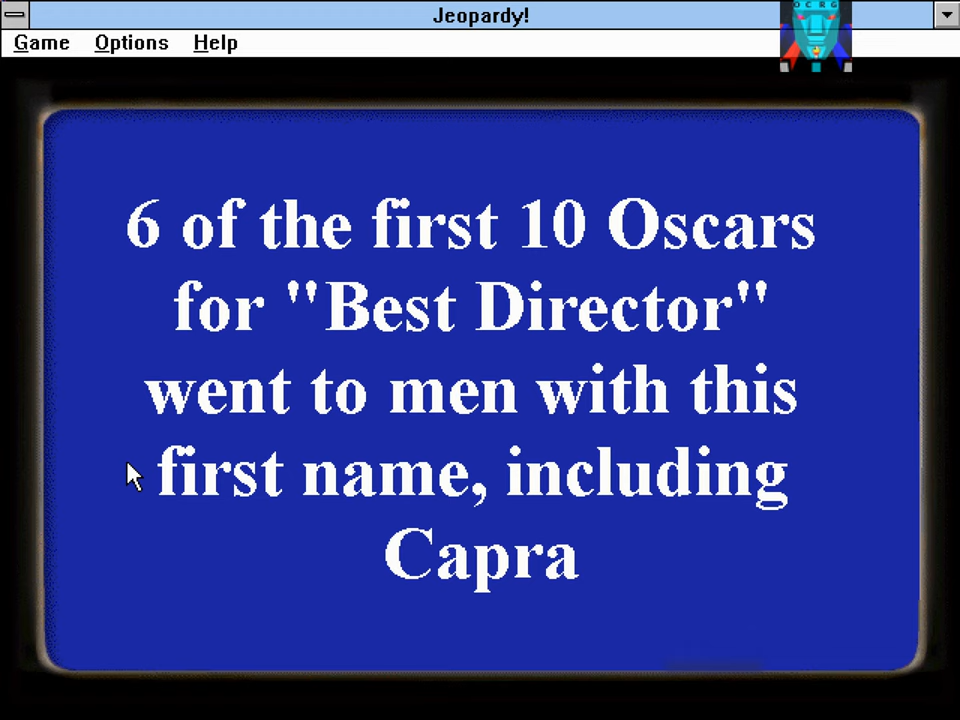 Jeopardy!
OCRG
Game Options Help
6 of the first 10 Oscars
for "Best Director"
went to men with this
first name, including
Capra